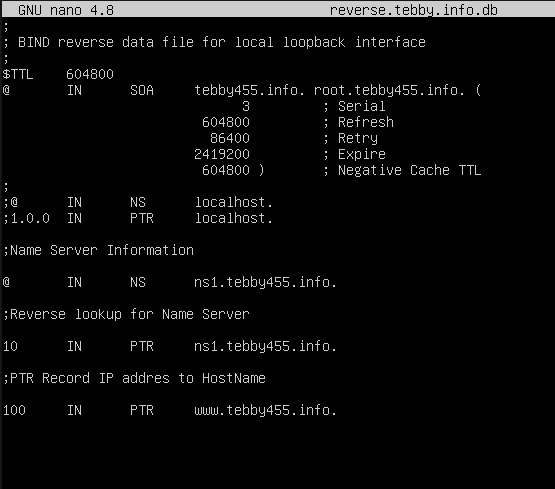 GNU nano 4.8 reverse.tebby.info.db
;
; BIND reverse data file for local loopback interface
;
$TTL 604800
@ IN SOA tebby455.info. root.tebby455.info. (
3 ; Serial
604800 ; Refresh
86400 ; Retry
2419200 ; Expire
604800 ) ; Negative Cache TTL
;
;@ IN NS localhost.
;1.0.0 IN PTR localhost.
;Name Server Information
@ IN NS ns1.tebby455.info.
;Reverse lookup for Name Server
10 IN PTR ns1.tebby455.info.
;PTR Record IP addres to HostName
100 IN PTR www.tebby455.info.